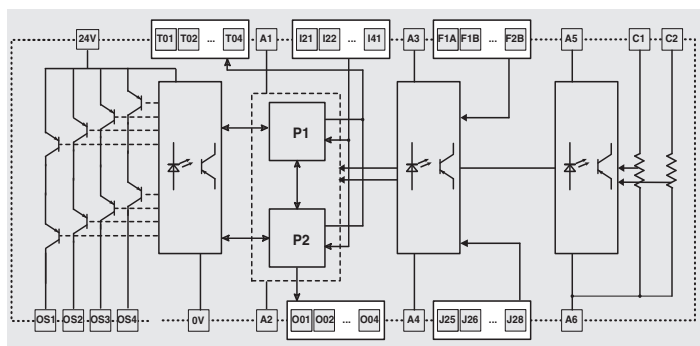 24V T01 T02 ... T04 A1 I21 I22 ... I41 A3 F1A F1B ... F2B A5 C1 C2
P1
P2
OS1 OS2 OS3 OS4 0V A2 O01 O02 ... O04 A4 J25 J26 ... J28 A6